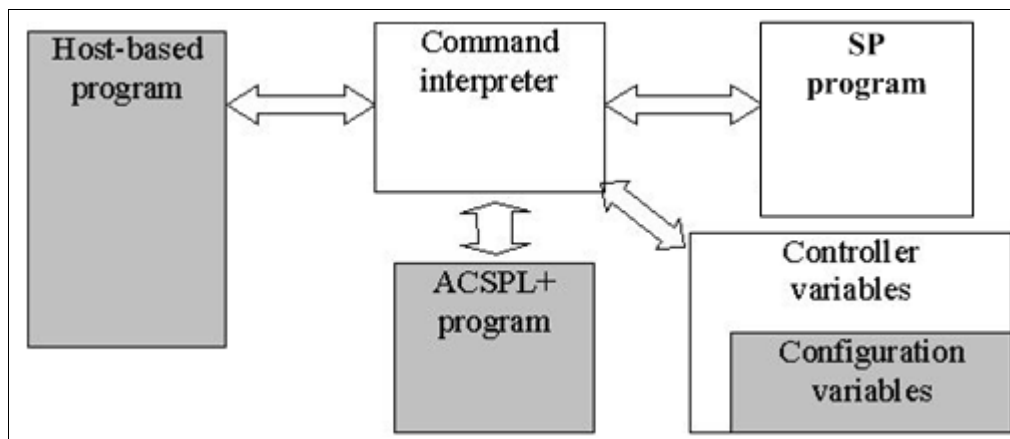 Host-based
program
Command
interpreter
SP
program
ACSPL+
program
Controller
variables
Configuration
variables